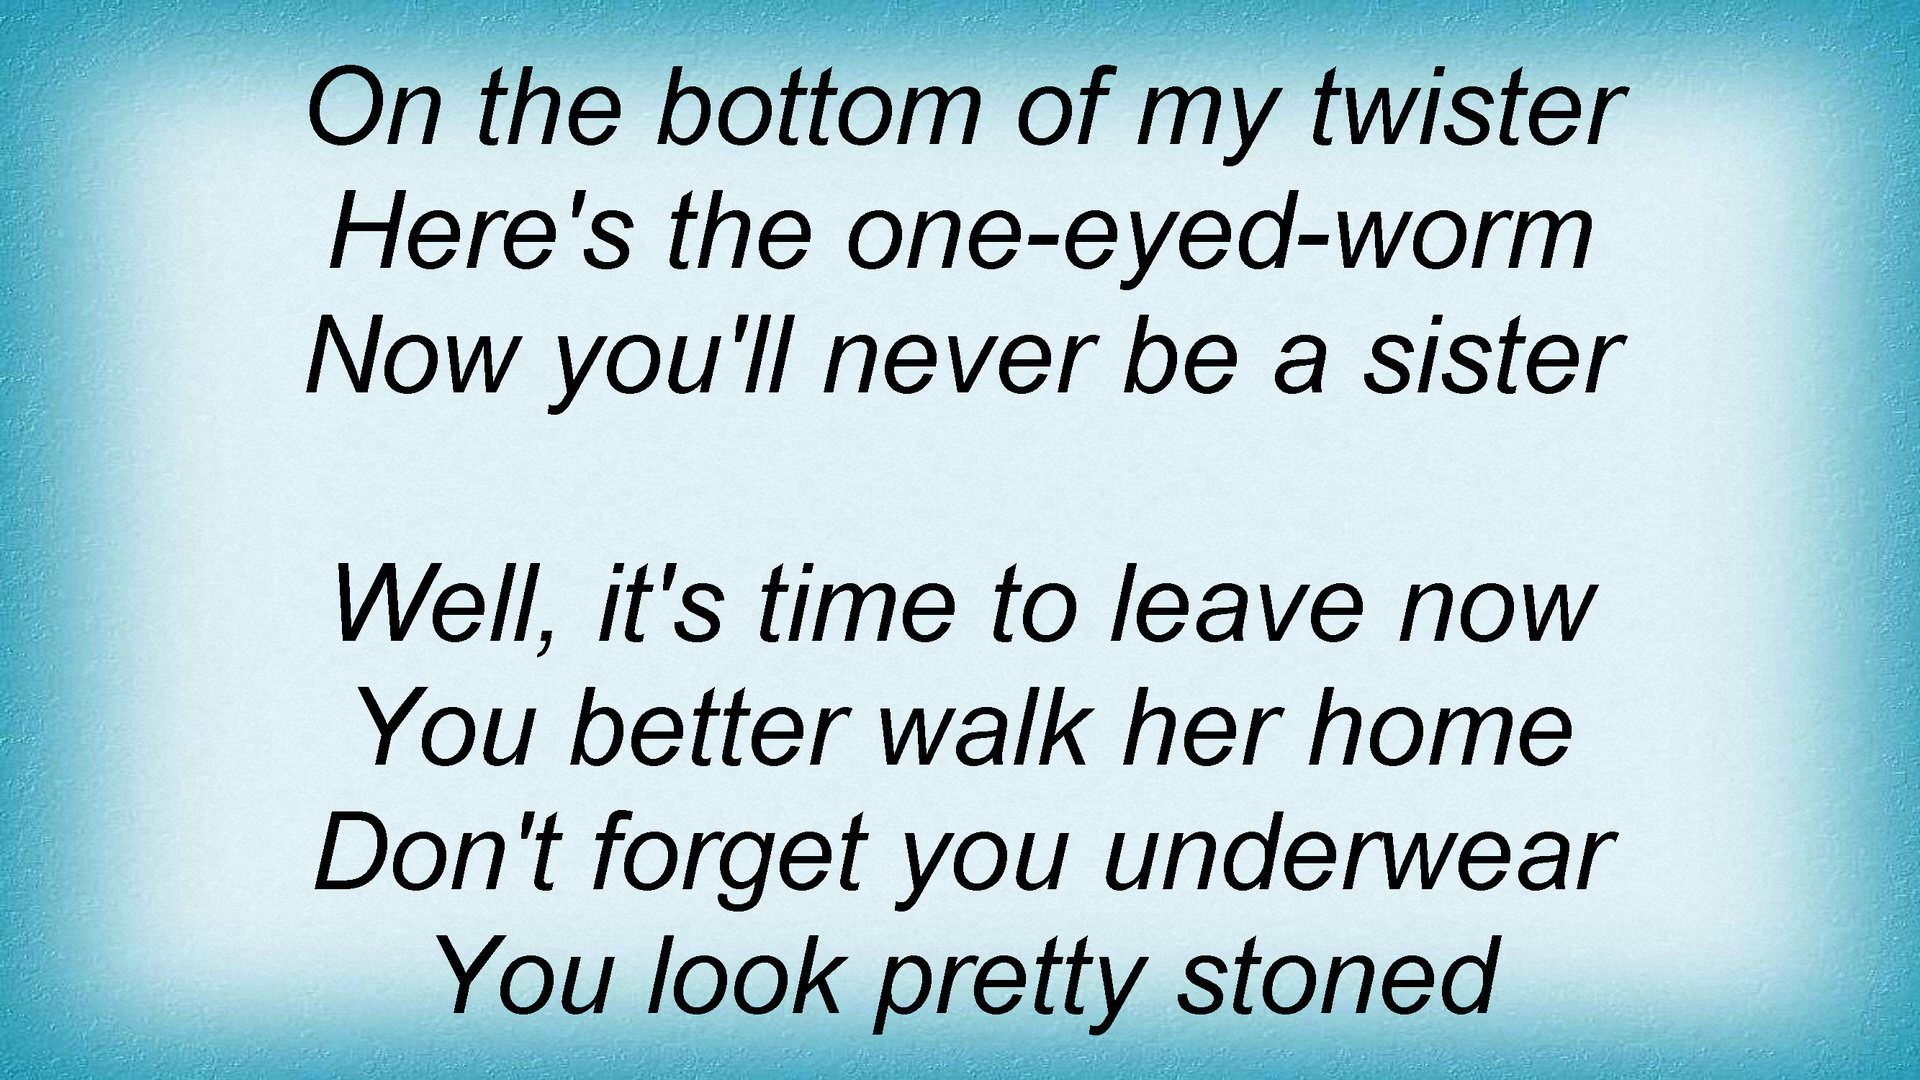 On the bottom of my twister
Here's the one-eyed-worm
Now you'll never be a sister
Well, it's time to leave now
You better walk her home
Don't forget you underwear
You look pretty stoned